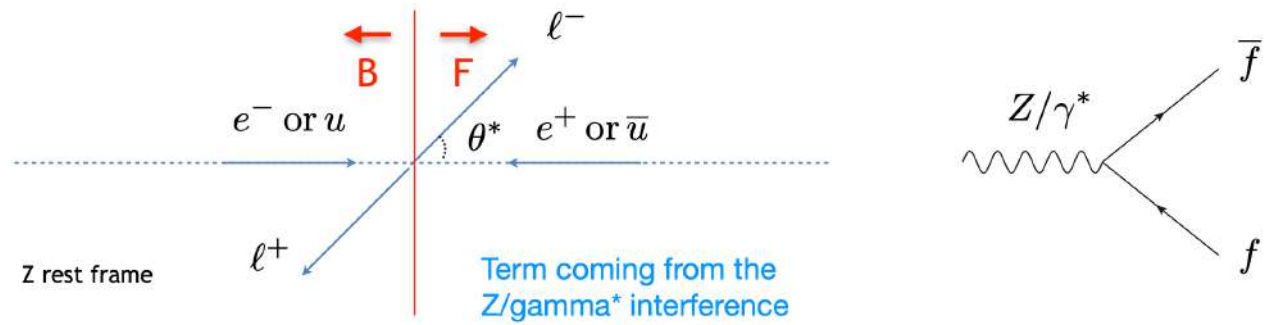 ℓ⁻
B F
e⁻ or u
θ*
e⁺ or u̅
ℓ⁺
Z rest frame
Term coming from the
Z/gamma* interference
Z/γ*
f̅
f